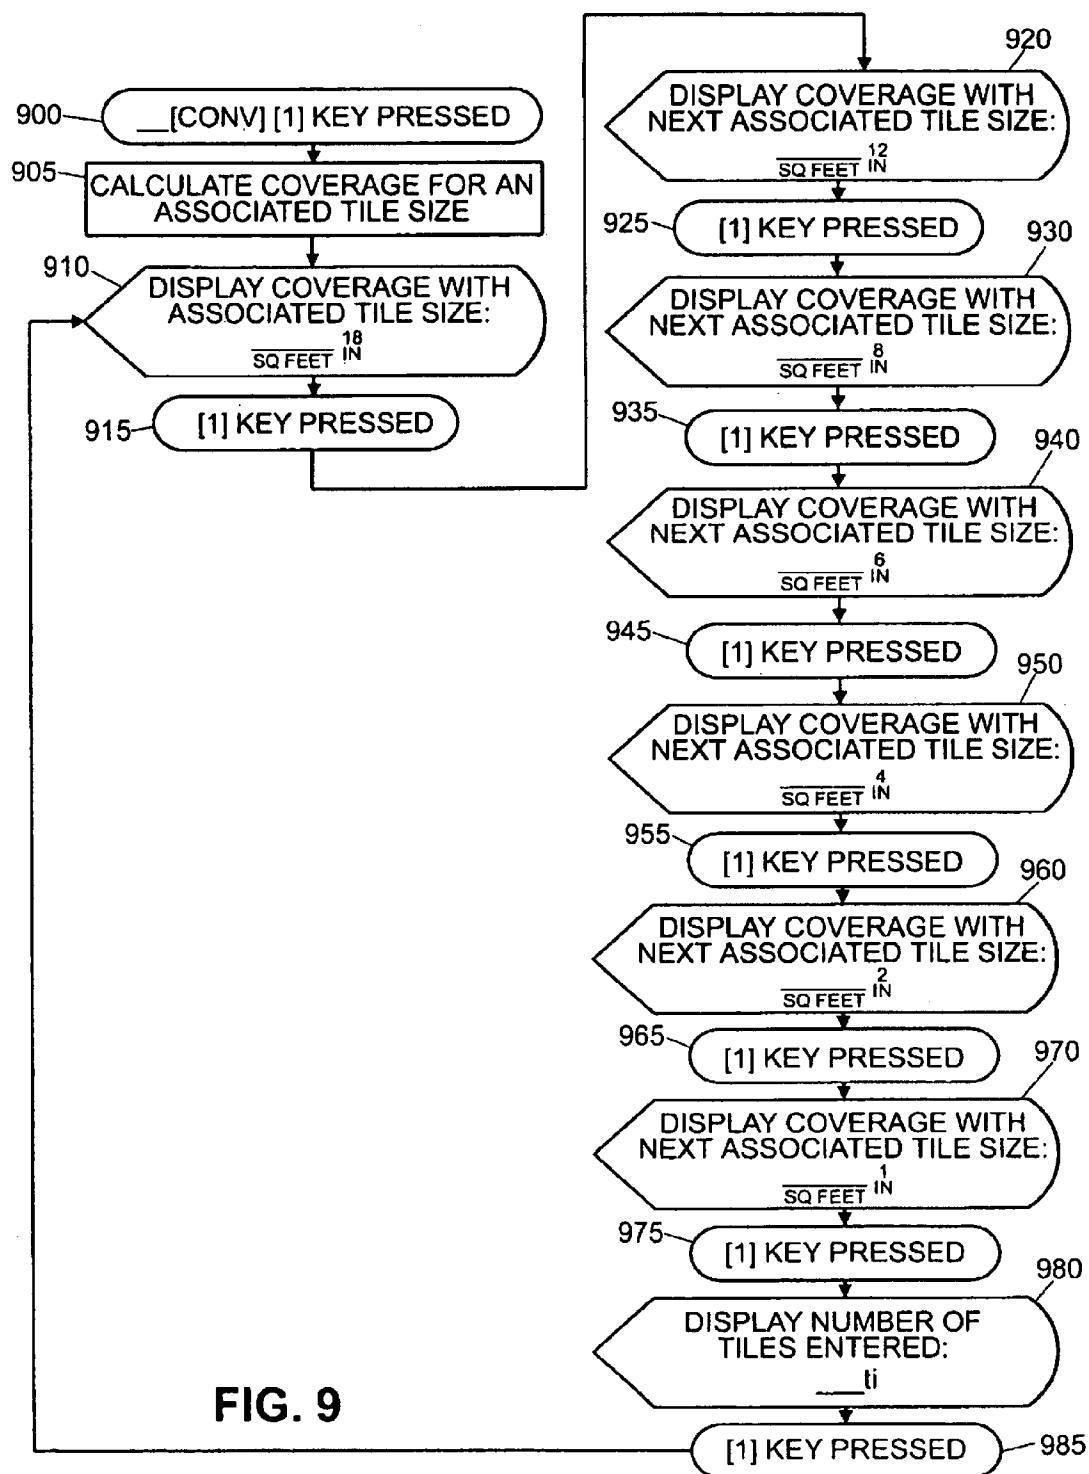 900
__[CONV] [1] KEY PRESSED
905
CALCULATE COVERAGE FOR AN
ASSOCIATED TILE SIZE
910
DISPLAY COVERAGE WITH
ASSOCIATED TILE SIZE:
SQ FEET 18 IN
915
[1] KEY PRESSED
920
DISPLAY COVERAGE WITH
NEXT ASSOCIATED TILE SIZE:
SQ FEET 12 IN
925
[1] KEY PRESSED
930
DISPLAY COVERAGE WITH
NEXT ASSOCIATED TILE SIZE:
SQ FEET 8 IN
935
[1] KEY PRESSED
940
DISPLAY COVERAGE WITH
NEXT ASSOCIATED TILE SIZE:
SQ FEET 6 IN
945
[1] KEY PRESSED
950
DISPLAY COVERAGE WITH
NEXT ASSOCIATED TILE SIZE:
SQ FEET 4 IN
955
[1] KEY PRESSED
960
DISPLAY COVERAGE WITH
NEXT ASSOCIATED TILE SIZE:
SQ FEET 2 IN
965
[1] KEY PRESSED
970
DISPLAY COVERAGE WITH
NEXT ASSOCIATED TILE SIZE:
SQ FEET 1 IN
975
[1] KEY PRESSED
980
DISPLAY NUMBER OF
TILES ENTERED:
___ti
[1] KEY PRESSED
985
FIG. 9